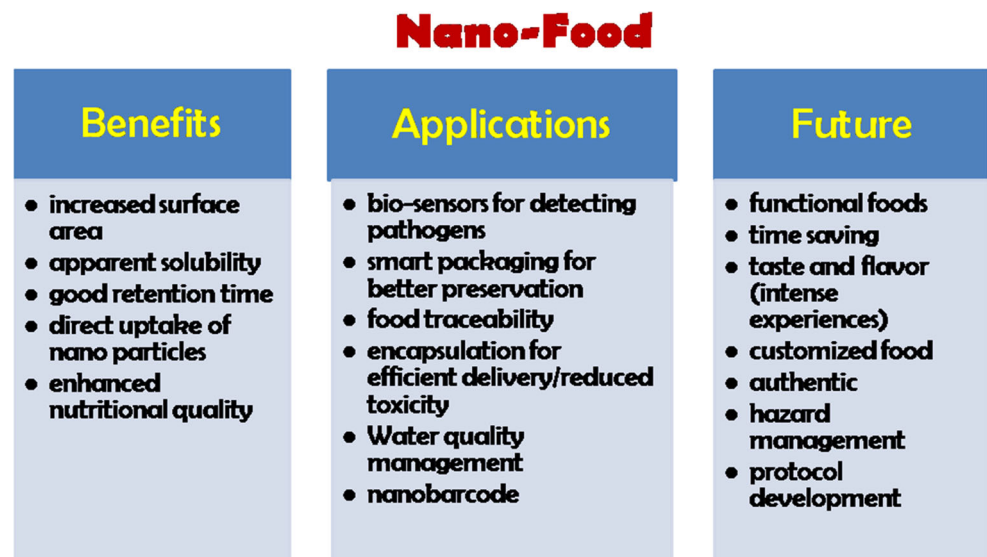 Nano-Food
Benefits
• increased surface
area
• apparent solubility
• good retention time
• direct uptake of
nano particles
• enhanced
nutritional quality
Applications
• bio-sensors for detecting
pathogens
• smart packaging for
better preservation
• food traceability
• encapsulation for
efficient delivery/reduced
toxicity
• Water quality
management
• nanobarcode
Future
• functional foods
• time saving
• taste and flavor
(intense
experiences)
• customized food
• authentic
• hazard
management
• protocol
development